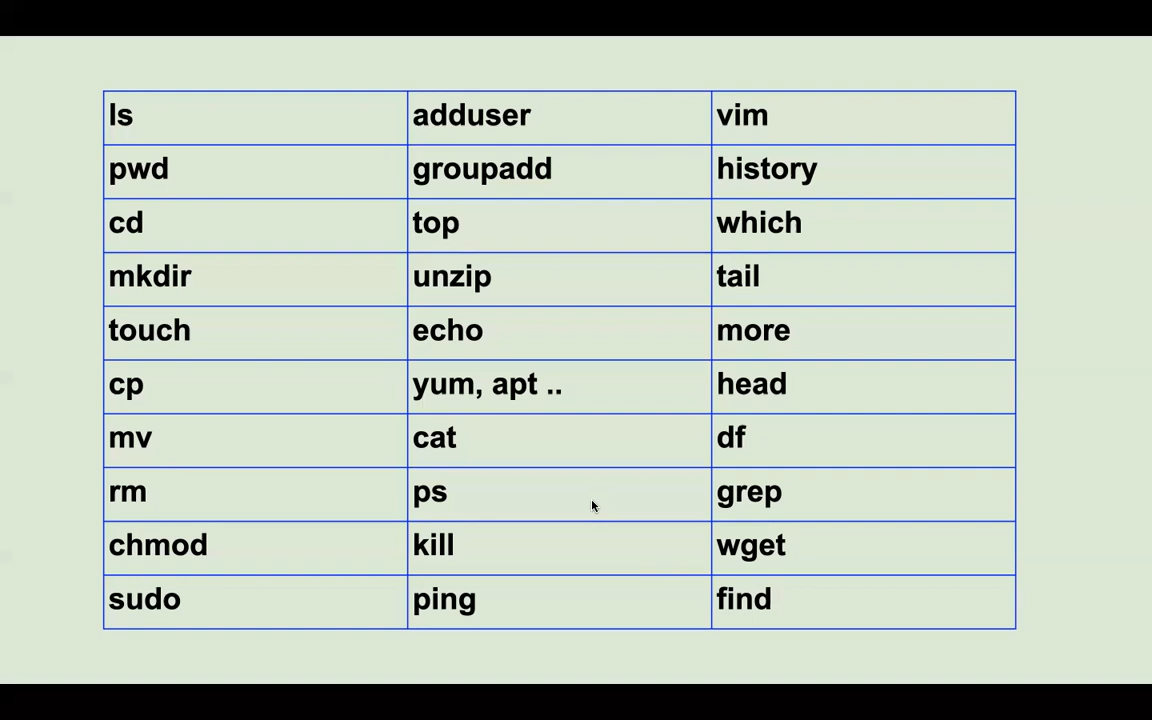 ls adduser vim
pwd groupadd history
cd top which
mkdir unzip tail
touch echo more
cp yum, apt .. head
mv cat df
rm ps grep
chmod kill wget
sudo ping find